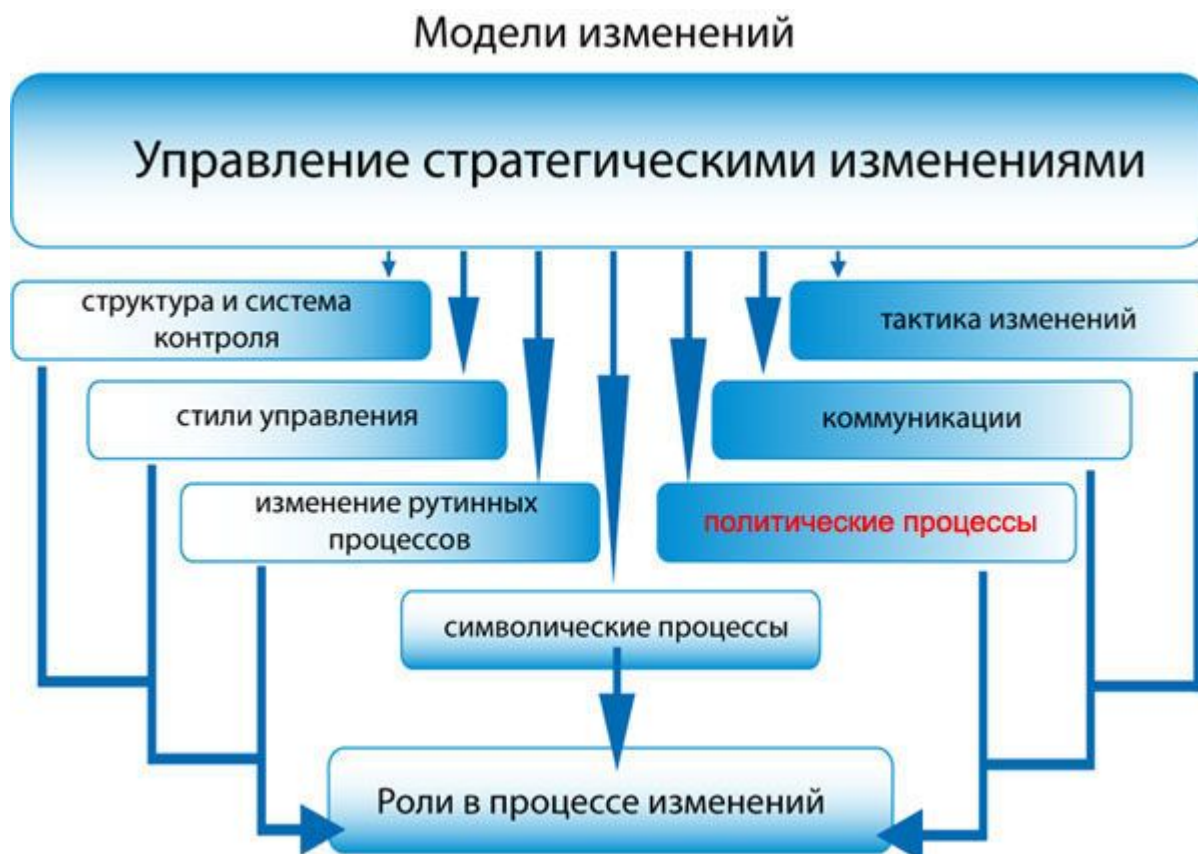 Модели изменений
Управление стратегическими изменениями
структура и система
контроля
тактика изменений
стили управления
коммуникации
изменение рутинных
процессов
политические процессы
символические процессы
Роли в процессе изменений